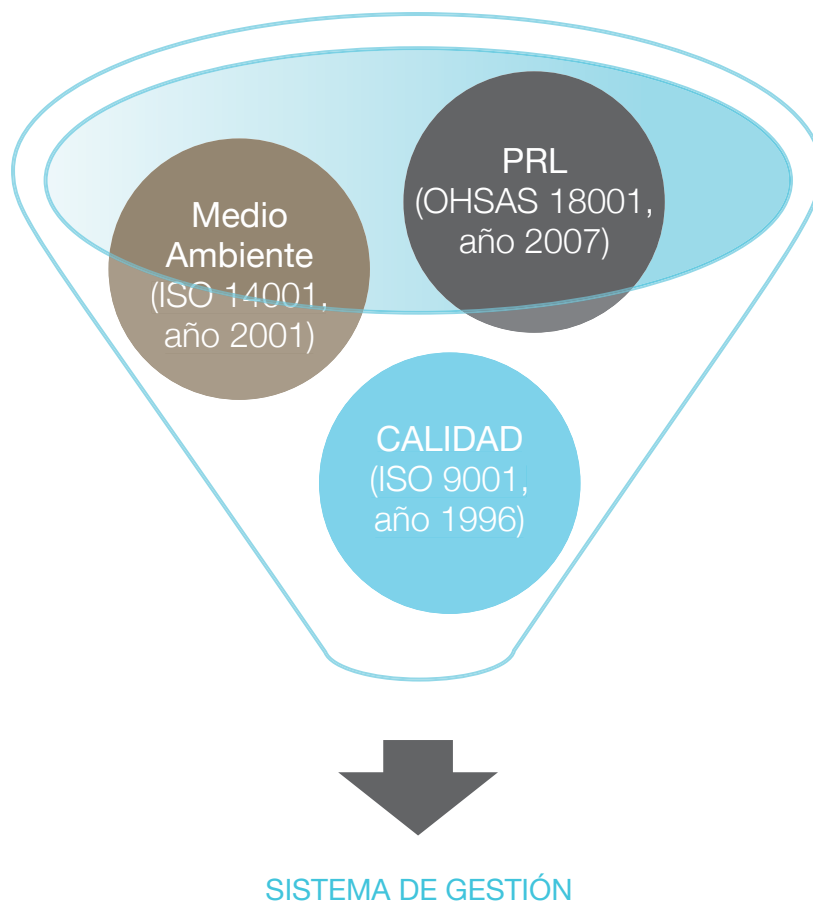 PRL
(OHSAS 18001,
año 2007)
Medio
Ambiente
(ISO 14001,
año 2001)
CALIDAD
(ISO 9001,
año 1996)
SISTEMA DE GESTIÓN